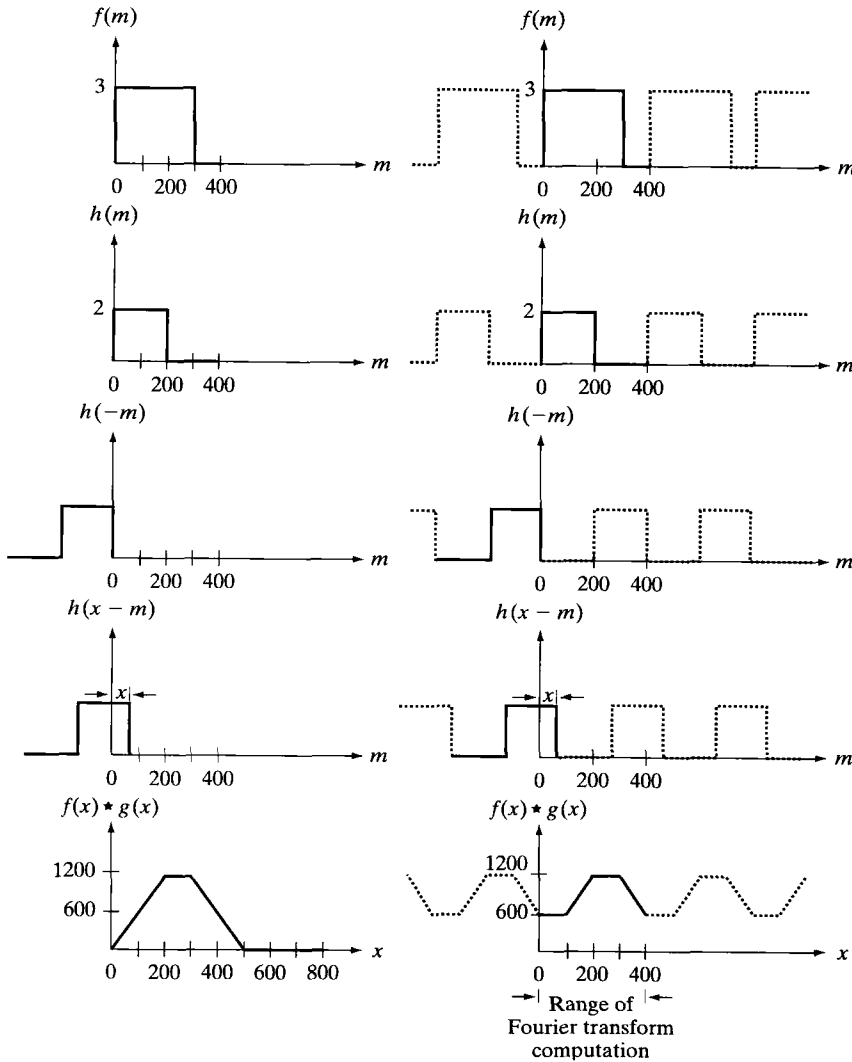 f(m)
3
m
0 200 400
h(m)
2
m
0 200 400
h(−m)
m
0 200 400
h(x − m)
x
m
0 200 400
f(x) ⋆ g(x)
1200
600
x
0 200 400 600 800
f(m)
3
m
0 200 400
h(m)
2
m
0 200 400
h(−m)
m
0 200 400
h(x − m)
x
m
0 200 400
f(x) ⋆ g(x)
1200
600
x
0 200 400
Range of
Fourier transform
computation